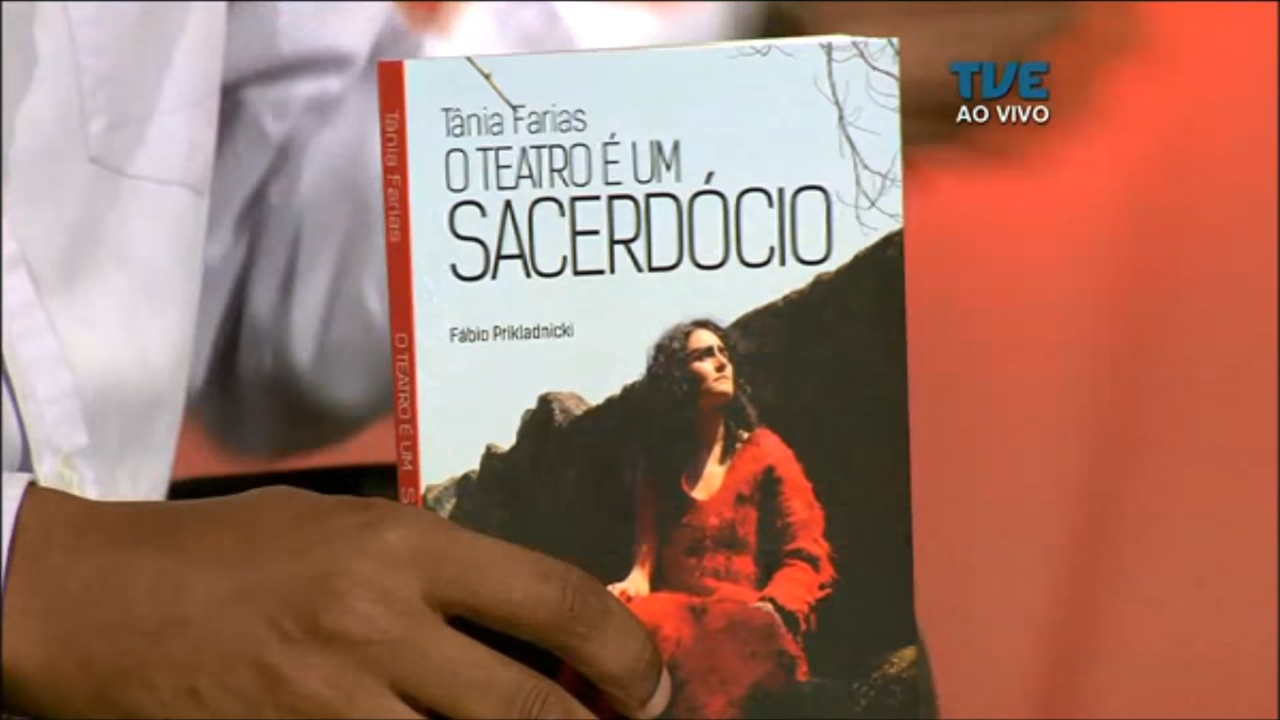 Tânia Farias
O TEATRO É UM
SACERDÓCIO
Fábio Prikladnicki
Tânia Farias
O TEATRO É UM S
TVE
AO VIVO